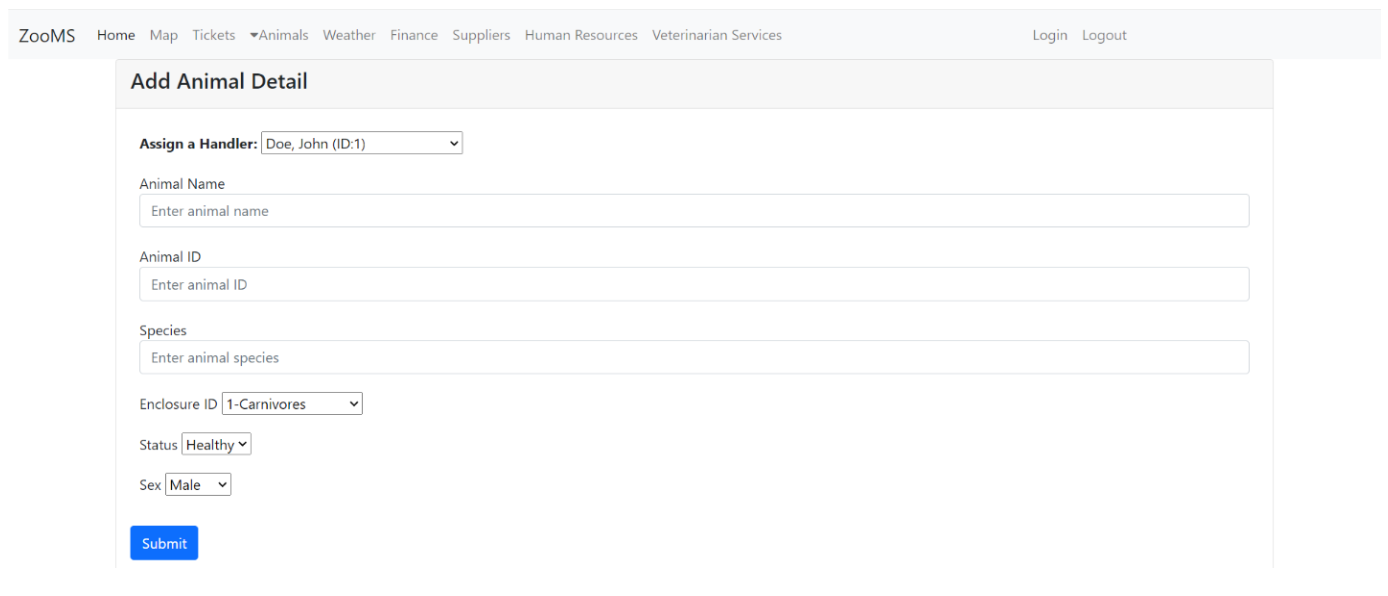 ZooMS Home Map Tickets ▾Animals Weather Finance Suppliers Human Resources Veterinarian Services Login Logout
Add Animal Detail
Assign a Handler: Doe, John (ID:1)
Animal Name
Enter animal name
Animal ID
Enter animal ID
Species
Enter animal species
Enclosure ID 1-Carnivores
Status Healthy
Sex Male
Submit